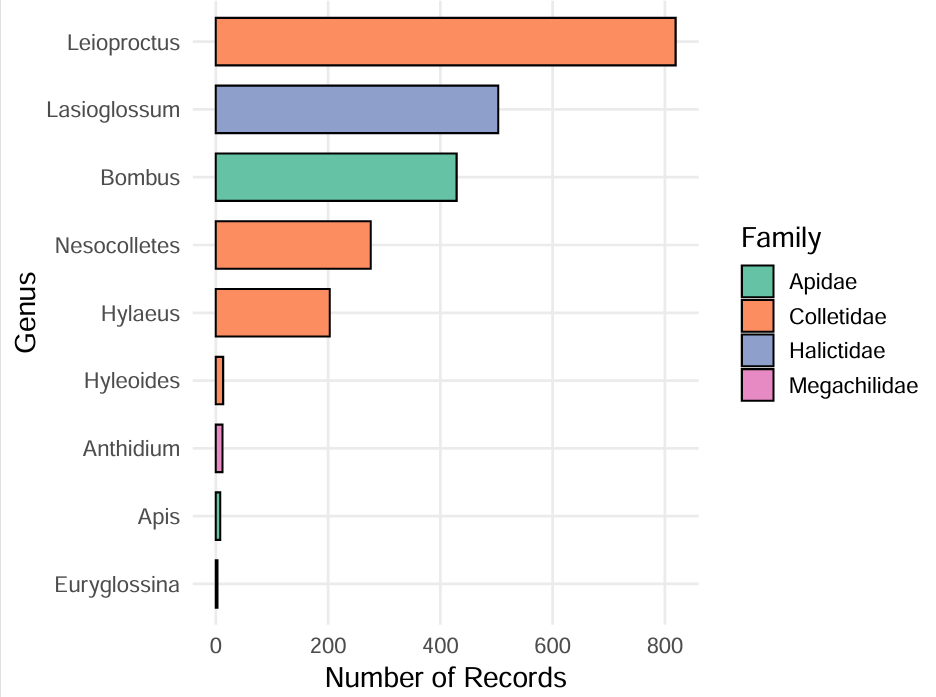 Leioproctus
Lasioglossum
Bombus
Nesocolletes
Hylaeus
Hyleoides
Anthidium
Apis
Euryglossina
Genus
0 200 400 600 800
Number of Records
Family
Apidae
Colletidae
Halictidae
Megachilidae